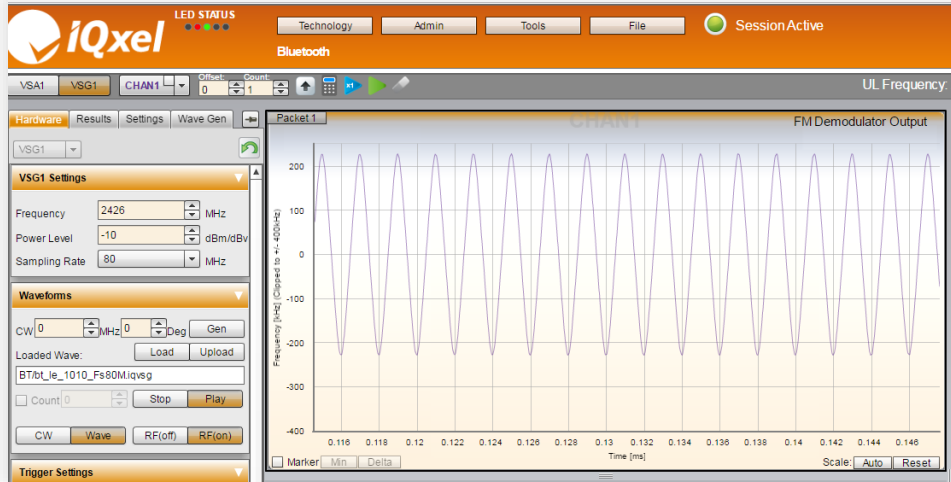 iQxel
LED STATUS
Technology Admin Tools File Session Active
Bluetooth
VSA1 VSG1 CHAN1 Offset: 0 Count: 1 x1 UL Frequency:
Hardware Results Settings Wave Gen
VSG1
VSG1 Settings
Frequency 2426 MHz
Power Level -10 dBm/dBv
Sampling Rate 80 MHz
Waveforms
CW 0 MHz 0 Deg Gen
Loaded Wave: Load Upload
BT/bt_le_1010_Fs80M.iqvsg
Count 0 Stop Play
CW Wave RF(off) RF(on)
Trigger Settings
Packet 1 CHAN1 FM Demodulator Output
Frequency [kHz] (Clipped to +/- 400kHz)
200
100
0
-100
-200
-300
-400
0.116 0.118 0.12 0.122 0.124 0.126 0.128 0.13 0.132 0.134 0.136 0.138 0.14 0.142 0.144 0.146
Time [ms]
Marker Min Delta Scale: Auto Reset